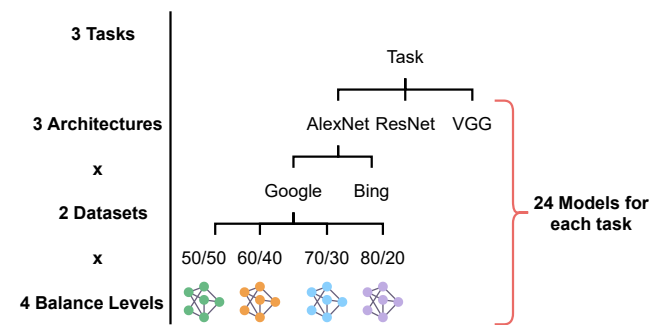 3 Tasks
Task
3 Architectures
AlexNet ResNet VGG
x
Google Bing
2 Datasets
24 Models for
each task
x
50/50 60/40 70/30 80/20
4 Balance Levels